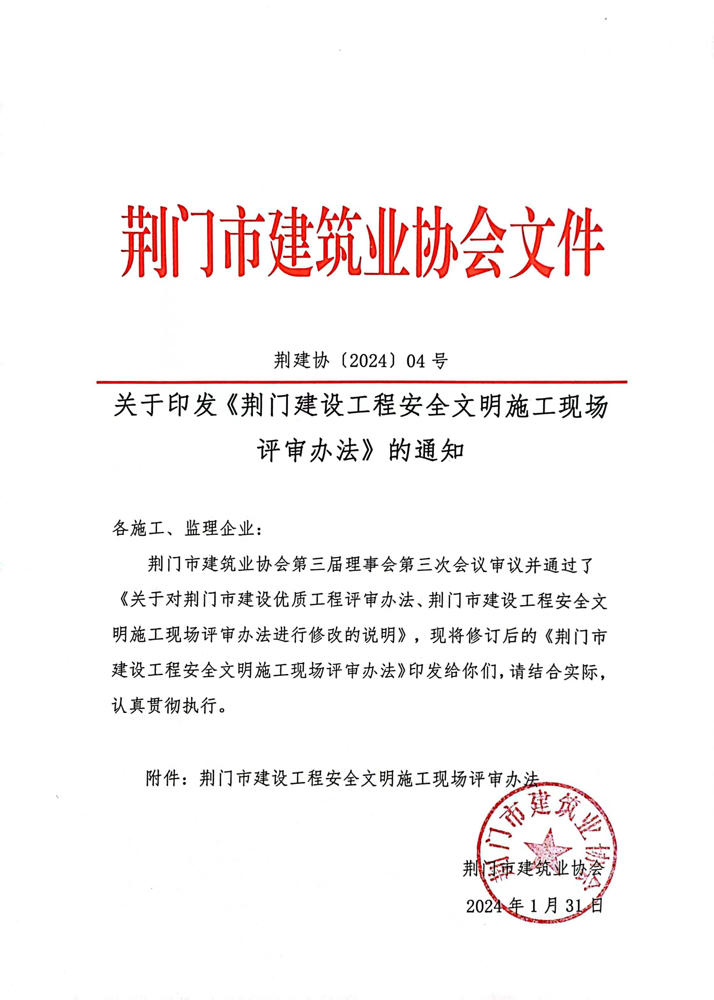 荆门市建筑业协会文件
荆建协〔2024〕04 号
关于印发《荆门建设工程安全文明施工现场
评审办法》的通知
各施工、监理企业：
荆门市建筑业协会第三届理事会第三次会议审议并通过了
《关于对荆门市建设优质工程评审办法、荆门市建设工程安全文
明施工现场评审办法进行修改的说明》，现将修订后的《荆门市
建设工程安全文明施工现场评审办法》印发给你们，请结合实际，
认真贯彻执行。
附件：荆门市建设工程安全文明施工现场评审办法
荆门市建筑业协会
荆门市建筑业协会
2024 年 1 月 31 日